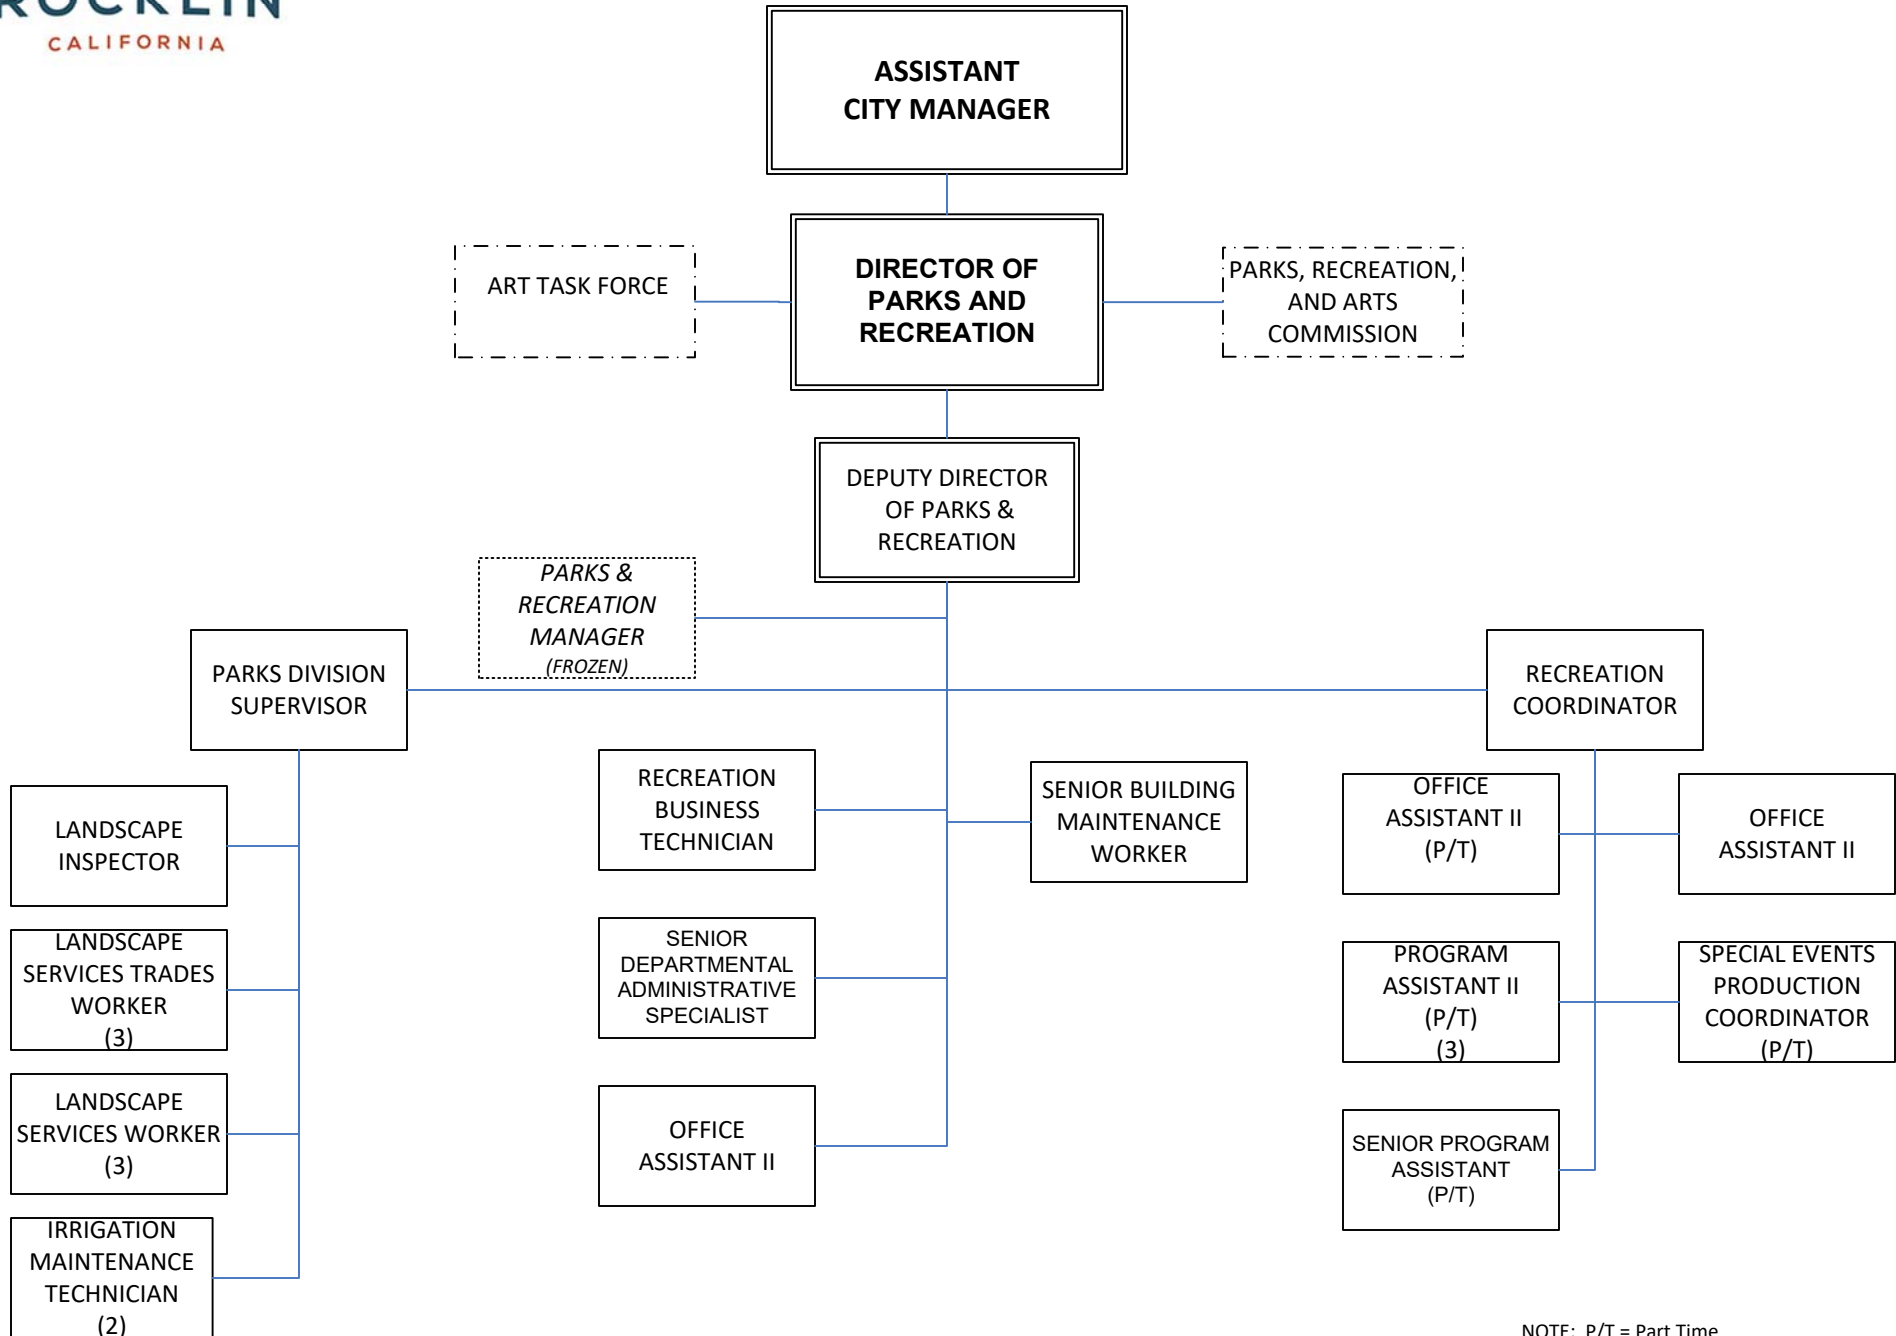 ROCKLIN
CALIFORNIA
ASSISTANT
CITY MANAGER
ART TASK FORCE
DIRECTOR OF
PARKS AND
RECREATION
PARKS, RECREATION,
AND ARTS
COMMISSION
DEPUTY DIRECTOR
OF PARKS &
RECREATION
PARKS &
RECREATION
MANAGER
(FROZEN)
PARKS DIVISION
SUPERVISOR
RECREATION
COORDINATOR
LANDSCAPE
INSPECTOR
LANDSCAPE
SERVICES TRADES
WORKER
(3)
LANDSCAPE
SERVICES WORKER
(3)
IRRIGATION
MAINTENANCE
TECHNICIAN
(2)
RECREATION
BUSINESS
TECHNICIAN
SENIOR
DEPARTMENTAL
ADMINISTRATIVE
SPECIALIST
OFFICE
ASSISTANT II
SENIOR BUILDING
MAINTENANCE
WORKER
OFFICE
ASSISTANT II
(P/T)
OFFICE
ASSISTANT II
PROGRAM
ASSISTANT II
(P/T)
(3)
SPECIAL EVENTS
PRODUCTION
COORDINATOR
(P/T)
SENIOR PROGRAM
ASSISTANT
(P/T)
NOTE: P/T = Part Time